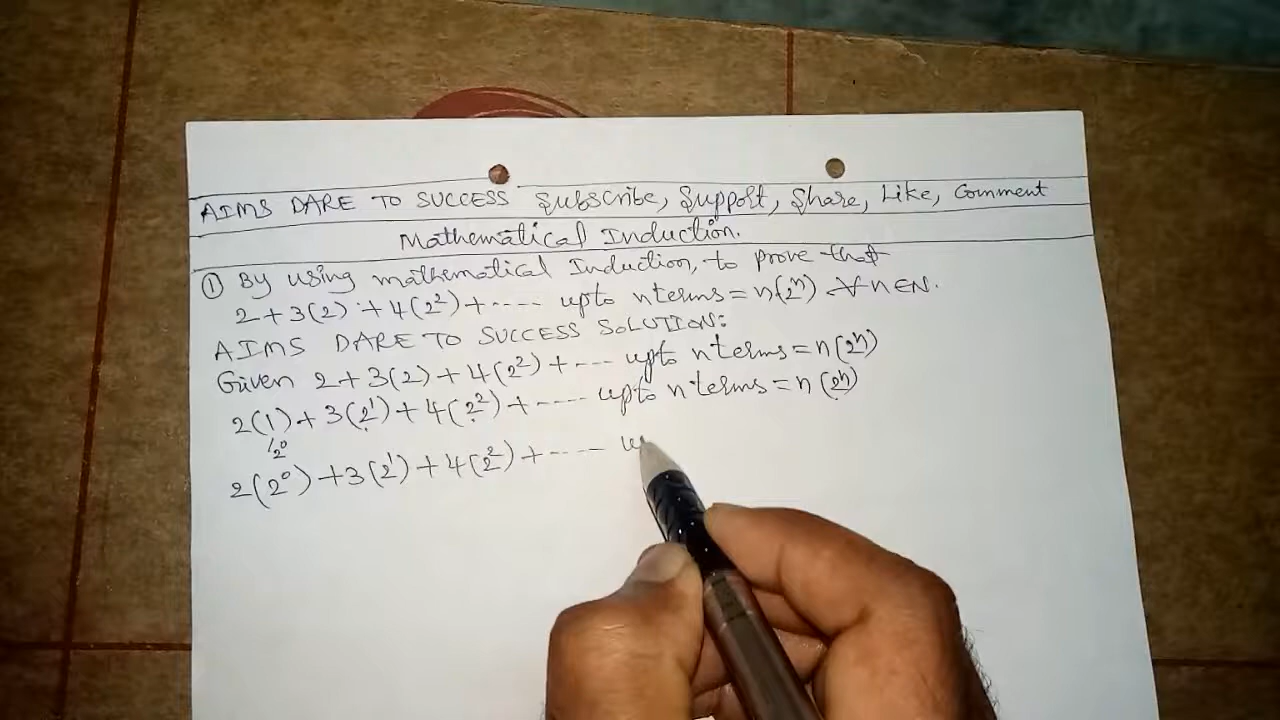 AIMS DARE TO SUCCESS Subscribe, Support, Share, Like, Comment
Mathematical Induction.
① By using mathematical Induction, to prove that
2+3(2)+4(2²)+----- upto n terms = n(2ⁿ) ∀ n ∈ N.
AIMS DARE TO SUCCESS SOLUTION:
Given 2+3(2)+4(2²)+---- upto n terms = n(2ⁿ)
2(1)+3(2¹)+4(2²)+----- upto n terms = n(2ⁿ)
2⁰
2(2⁰)+3(2¹)+4(2²)+----- u